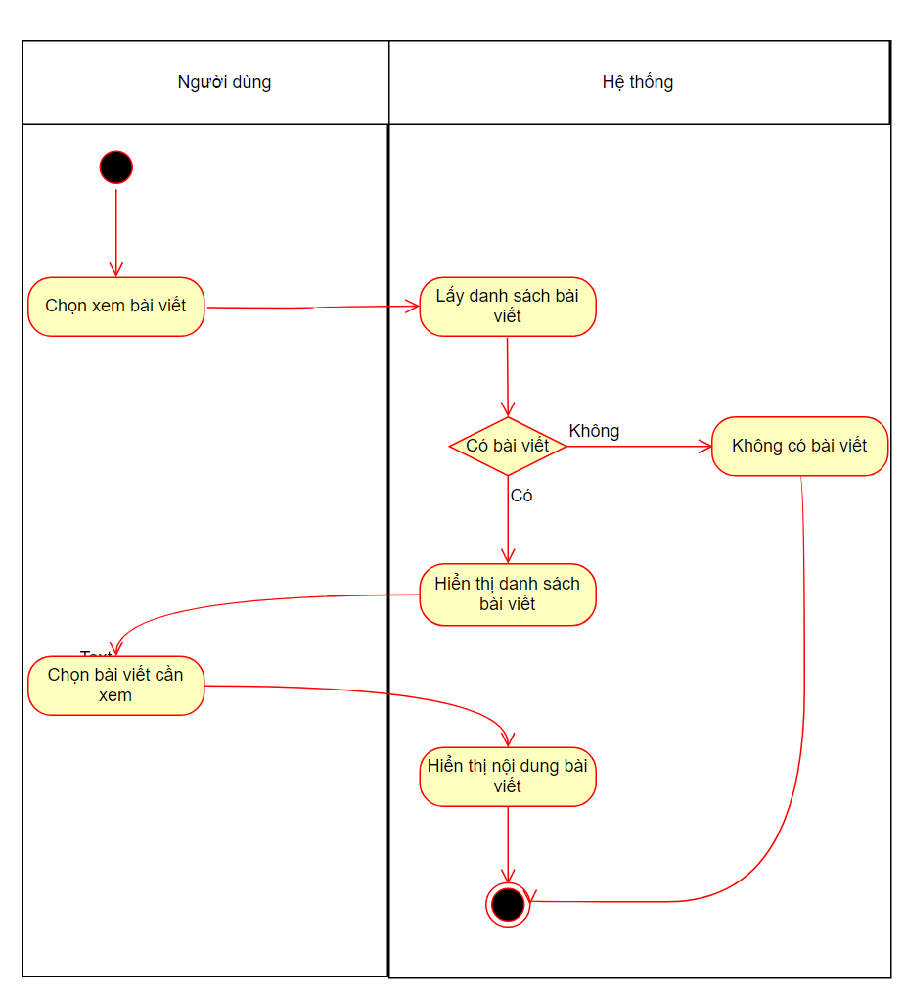 Người dùng
Hệ thống
Chọn xem bài viết
Lấy danh sách bài
viết
Có bài viết
Không
Không có bài viết
Có
Hiển thị danh sách
bài viết
Text
Chọn bài viết cần
xem
Hiển thị nội dung bài
viết